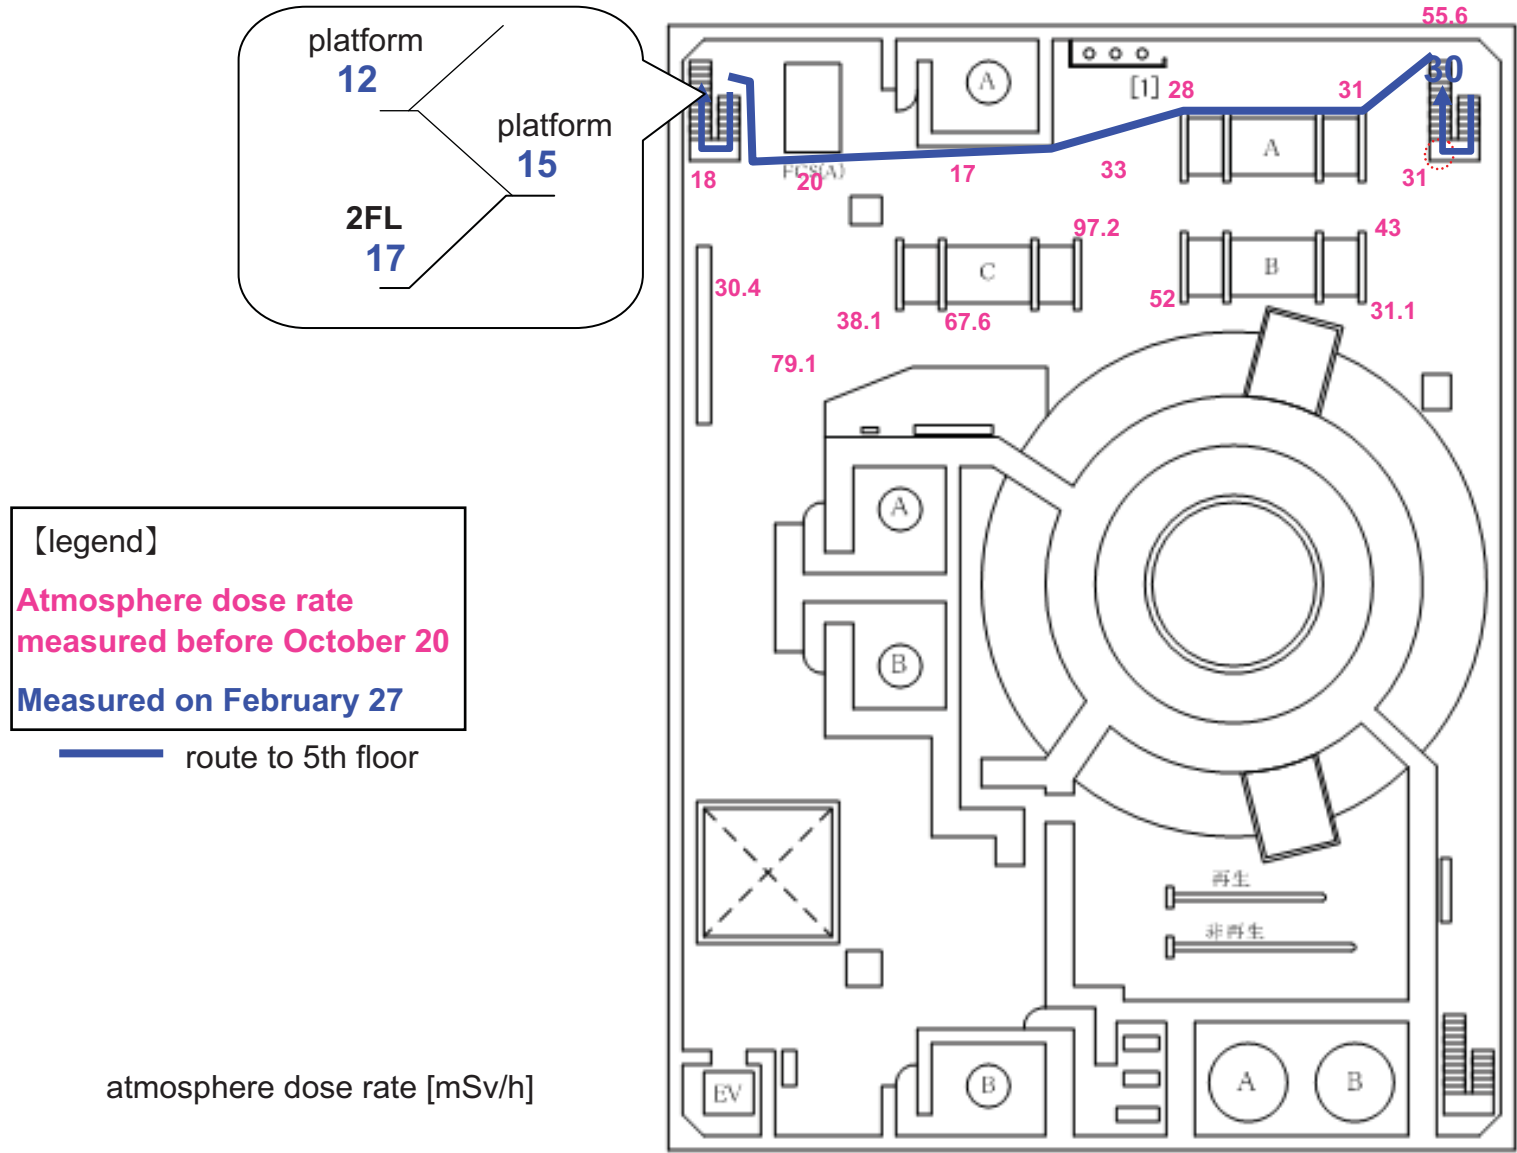 55.6
platform
12
platform
15
2FL
17
A
[1]
28
31
30
A
18
FCS(A)
20
17
33
31
97.2
43
C
B
30.4
52
31.1
38.1
67.6
79.1
A
B
【legend】
Atmosphere dose rate
measured before October 20
Measured on February 27
route to 5th floor
再生
非再生
atmosphere dose rate [mSv/h]
EV
B
A
B